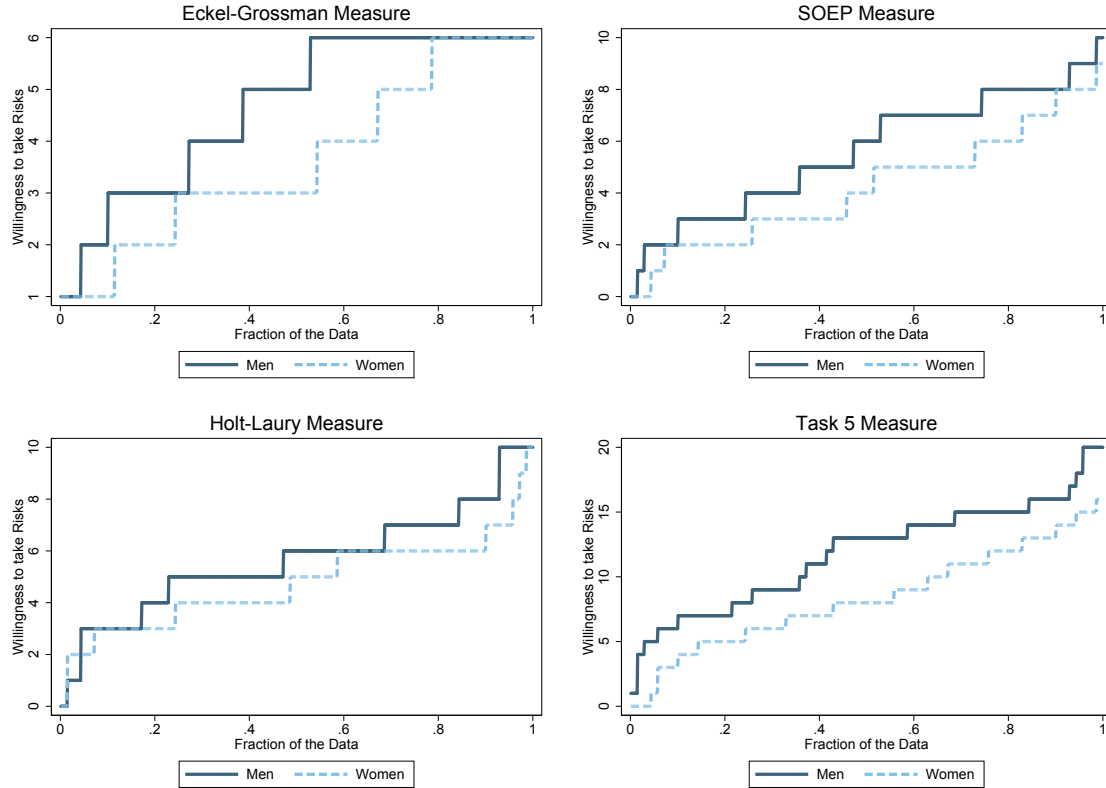 Eckel-Grossman Measure
Willingness to take Risks
6
5
4
3
2
1
0 .2 .4 .6 .8 1
Fraction of the Data
Men Women
SOEP Measure
Willingness to take Risks
10
8
6
4
2
0
0 .2 .4 .6 .8 1
Fraction of the Data
Men Women
Holt-Laury Measure
Willingness to take Risks
10
8
6
4
2
0
0 .2 .4 .6 .8 1
Fraction of the Data
Men Women
Task 5 Measure
Willingness to take Risks
20
15
10
5
0
0 .2 .4 .6 .8 1
Fraction of the Data
Men Women